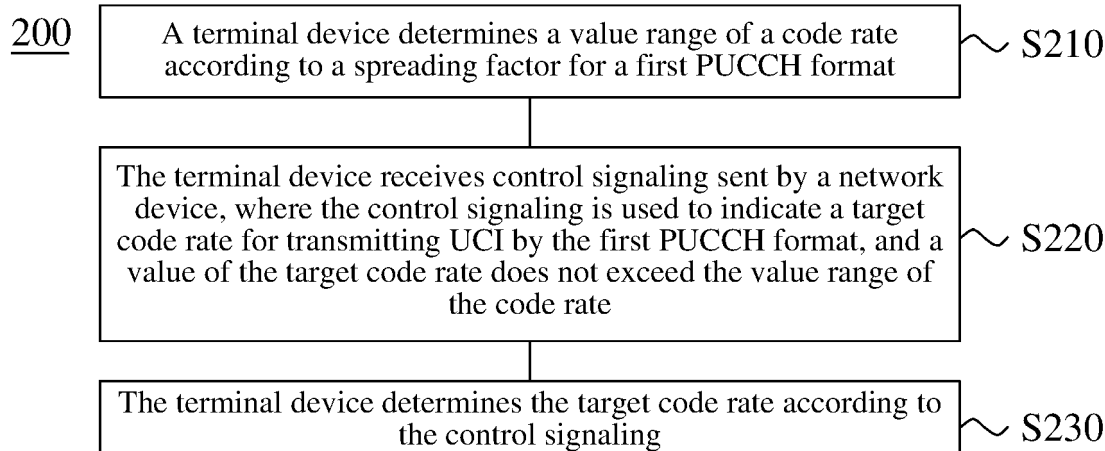 200
A terminal device determines a value range of a code rate
according to a spreading factor for a first PUCCH format
S210
The terminal device receives control signaling sent by a network
device, where the control signaling is used to indicate a target
code rate for transmitting UCI by the first PUCCH format, and a
value of the target code rate does not exceed the value range of
the code rate
S220
The terminal device determines the target code rate according to
the control signaling
S230